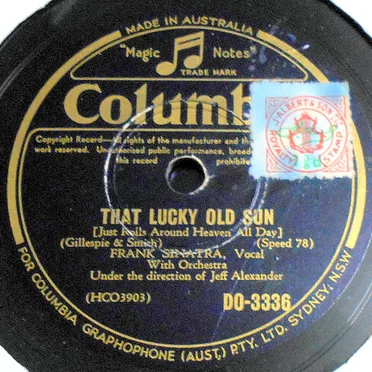 MADE IN AUSTRALIA
"Magic Notes"
TRADE MARK
Columb
Copyright Record—All rights of the manufacturer and the
work reserved. Unauthorised public performance, broad
this record prohibite
J. ALBERT & SON
THAT LUCKY OLD SUN
[Just Rolls Around Heaven All Day]
(Gillespie & Smith) (Speed 78)
FRANK SINATRA, Vocal
With Orchestra
Under the direction of Jeff Alexander
(HCO3903) DO-3336
FOR COLUMBIA GRAPHOPHONE (AUST.) PTY. LTD. SYDNEY. N.S.W